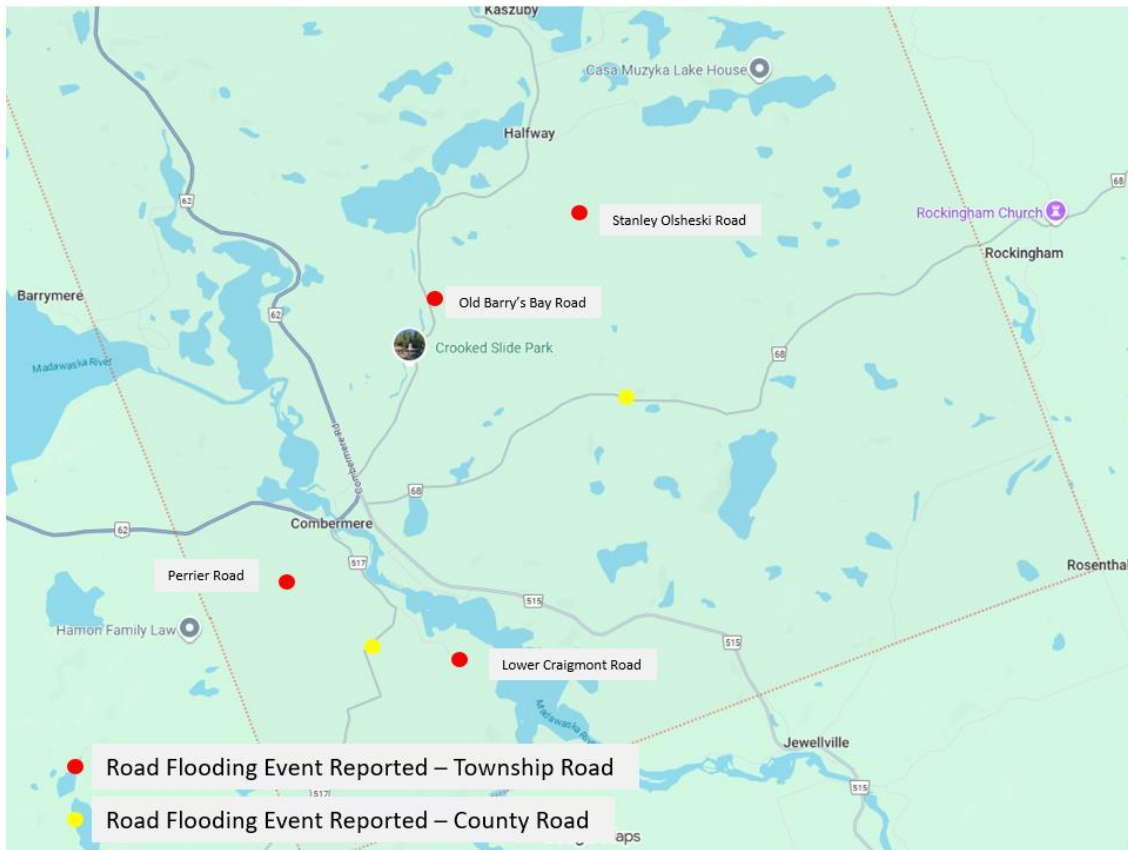 Kaszuby
Casa Muzyka Lake House
Halfway
68
62
Stanley Olsheski Road
Rockingham Church
Rockingham
Barrymere
Old Barry's Bay Road
62
Crooked Slide Park
68
Madawaska River
Combermere Rd
68
62
Combermere
517
Perrier Road
Rosenthal
515
Hamon Family Law
515
Lower Craigmont Road
Madawaska River
Jewellville
Road Flooding Event Reported – Township Road
515
517
Road Flooding Event Reported – County Road